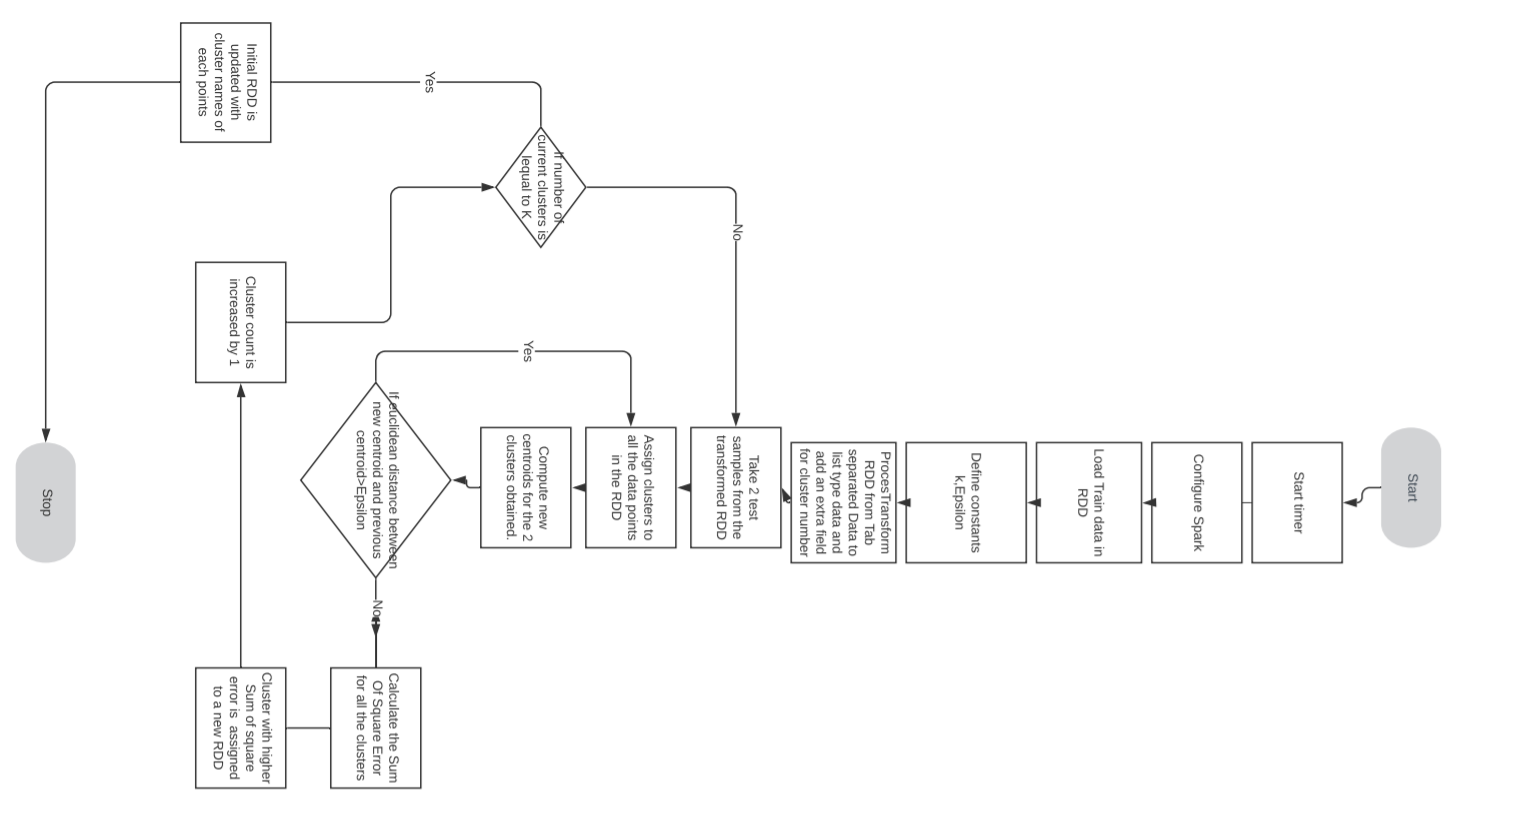 Start
Start timer
Configure Spark
Load Train data in
RDD
Define constants
k,Epsilon
ProcesTransform
RDD from Tab
separated Data to
list type data and
add an extra field
for cluster number
Take 2 test
samples from the
transformed RDD
Assign clusters to
all the data points
in the RDD
Compute new
centroids for the 2
clusters obtained.
If euclidean distance between
new centroid and previous
centroid>Epsilon
Yes
No
Calculate the Sum
Of Square Error
for all the clusters
Cluster with higher
Sum of square
error is assigned
to a new RDD
Cluster count is
increased by 1
If number of
current clusters is
lequal to K
No
Yes
Initial RDD is
updated with
cluster names of
each points
Stop